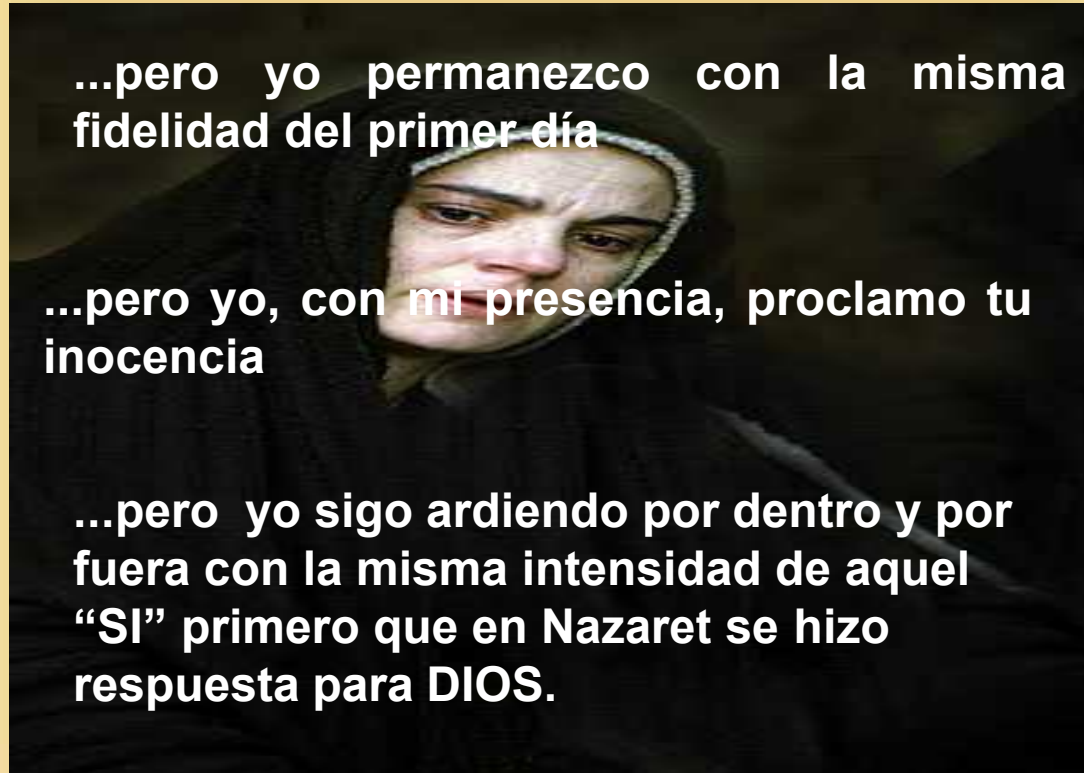 ...pero yo permanezco con la misma
fidelidad del primer día
...pero yo, con mi presencia, proclamo tu
inocencia
...pero yo sigo ardiendo por dentro y por
fuera con la misma intensidad de aquel
“SI” primero que en Nazaret se hizo
respuesta para DIOS.